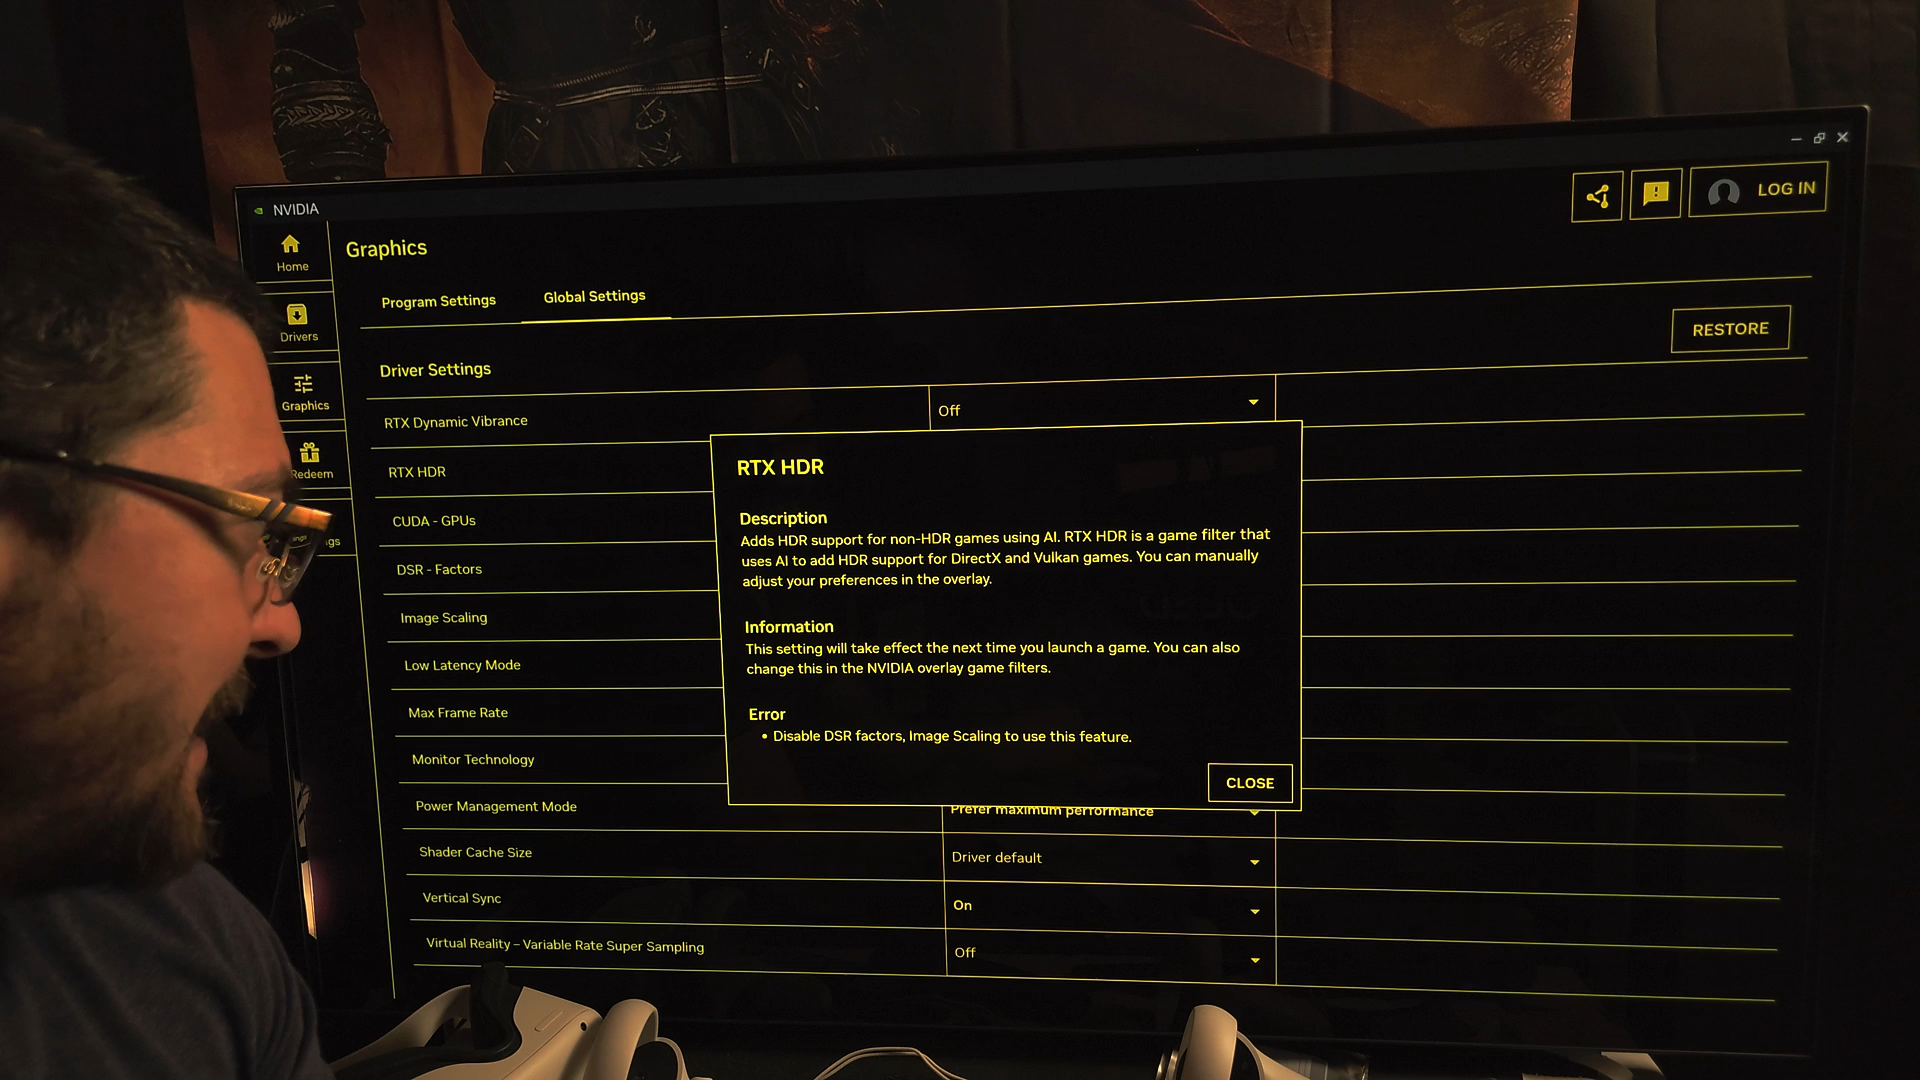 NVIDIA
LOG IN
Home
Graphics
Program Settings
Global Settings
Drivers
RESTORE
Driver Settings
Graphics
RTX Dynamic Vibrance
Off
Redeem
RTX HDR
CUDA - GPUs
DSR - Factors
Image Scaling
Low Latency Mode
Max Frame Rate
Monitor Technology
Power Management Mode
Prefer maximum performance
Shader Cache Size
Driver default
Vertical Sync
On
Virtual Reality – Variable Rate Super Sampling
Off
RTX HDR
Description
Adds HDR support for non-HDR games using AI. RTX HDR is a game filter that
uses AI to add HDR support for DirectX and Vulkan games. You can manually
adjust your preferences in the overlay.
Information
This setting will take effect the next time you launch a game. You can also
change this in the NVIDIA overlay game filters.
Error
• Disable DSR factors, Image Scaling to use this feature.
CLOSE